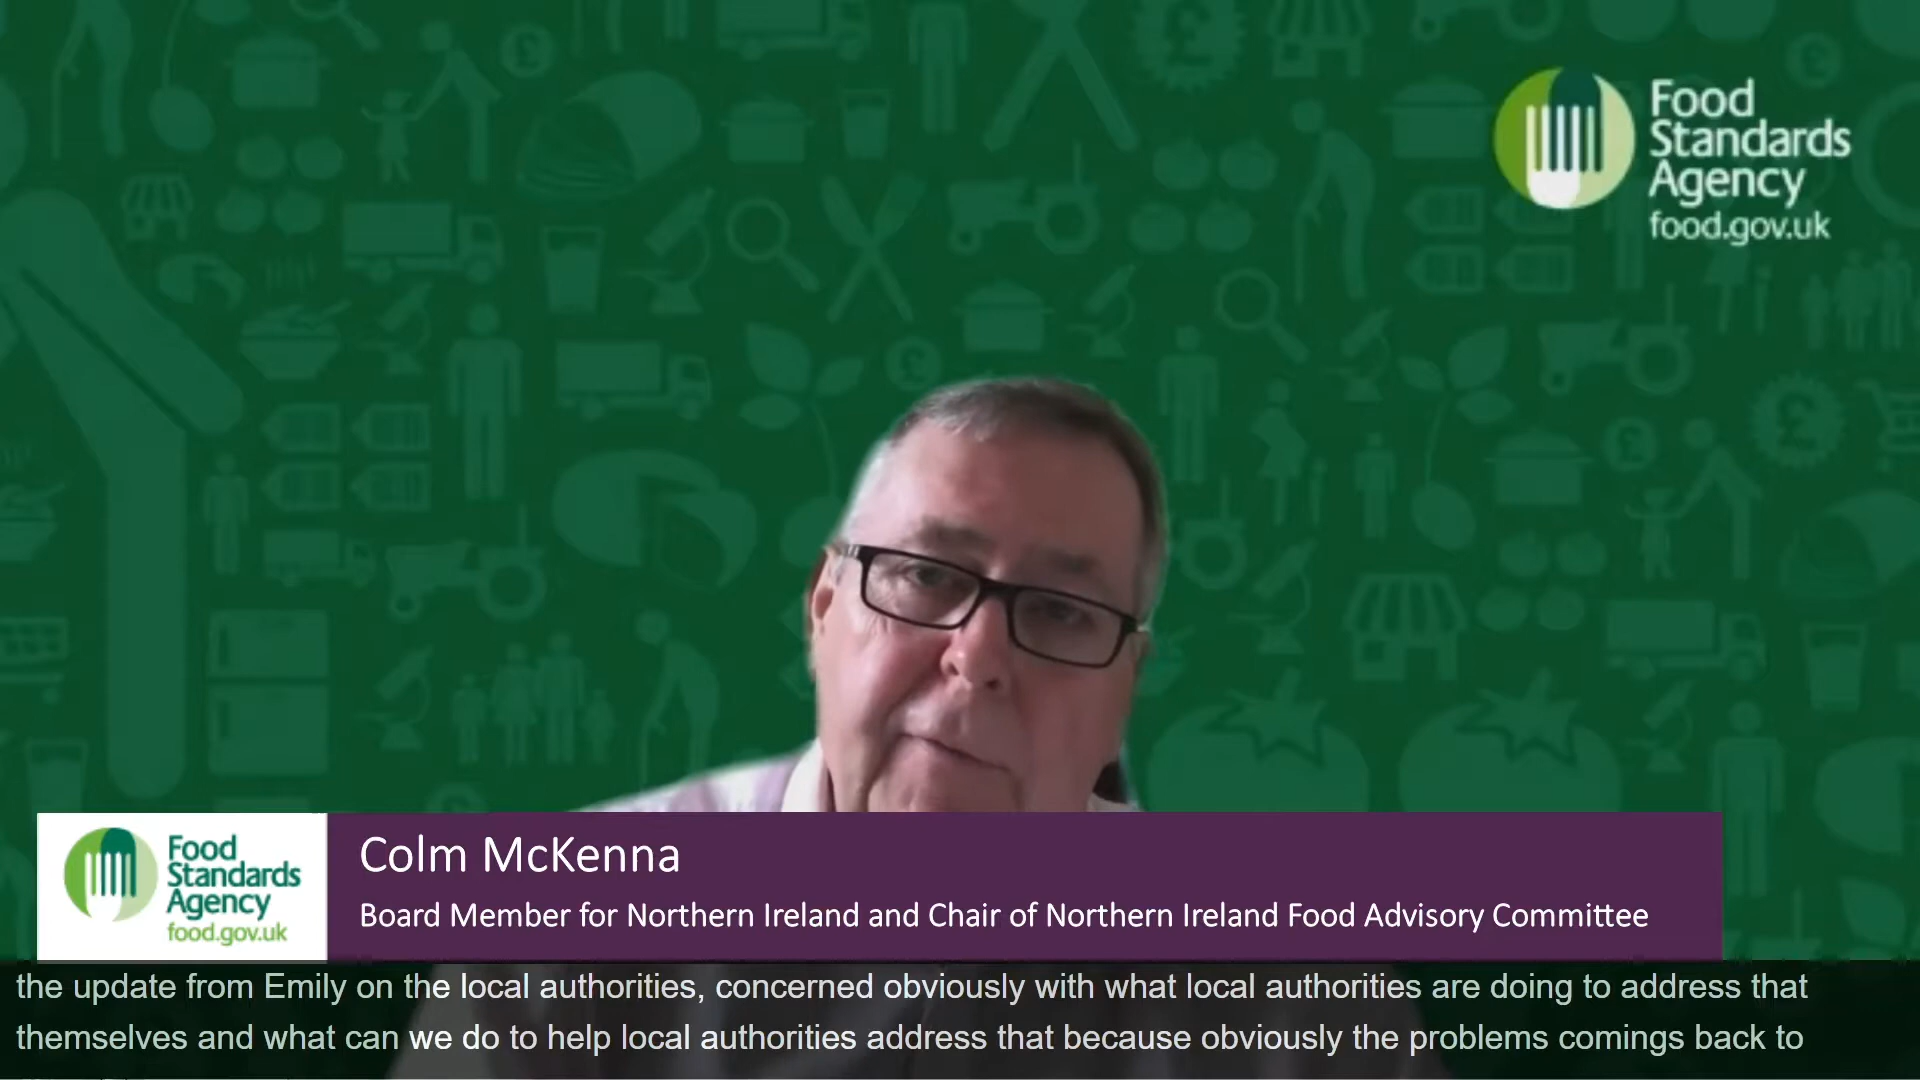 Food
Standards
Agency
food.gov.uk
Food
Standards
Agency
food.gov.uk
Colm McKenna
Board Member for Northern Ireland and Chair of Northern Ireland Food Advisory Committee
the update from Emily on the local authorities, concerned obviously with what local authorities are doing to address that
themselves and what can we do to help local authorities address that because obviously the problems comings back to